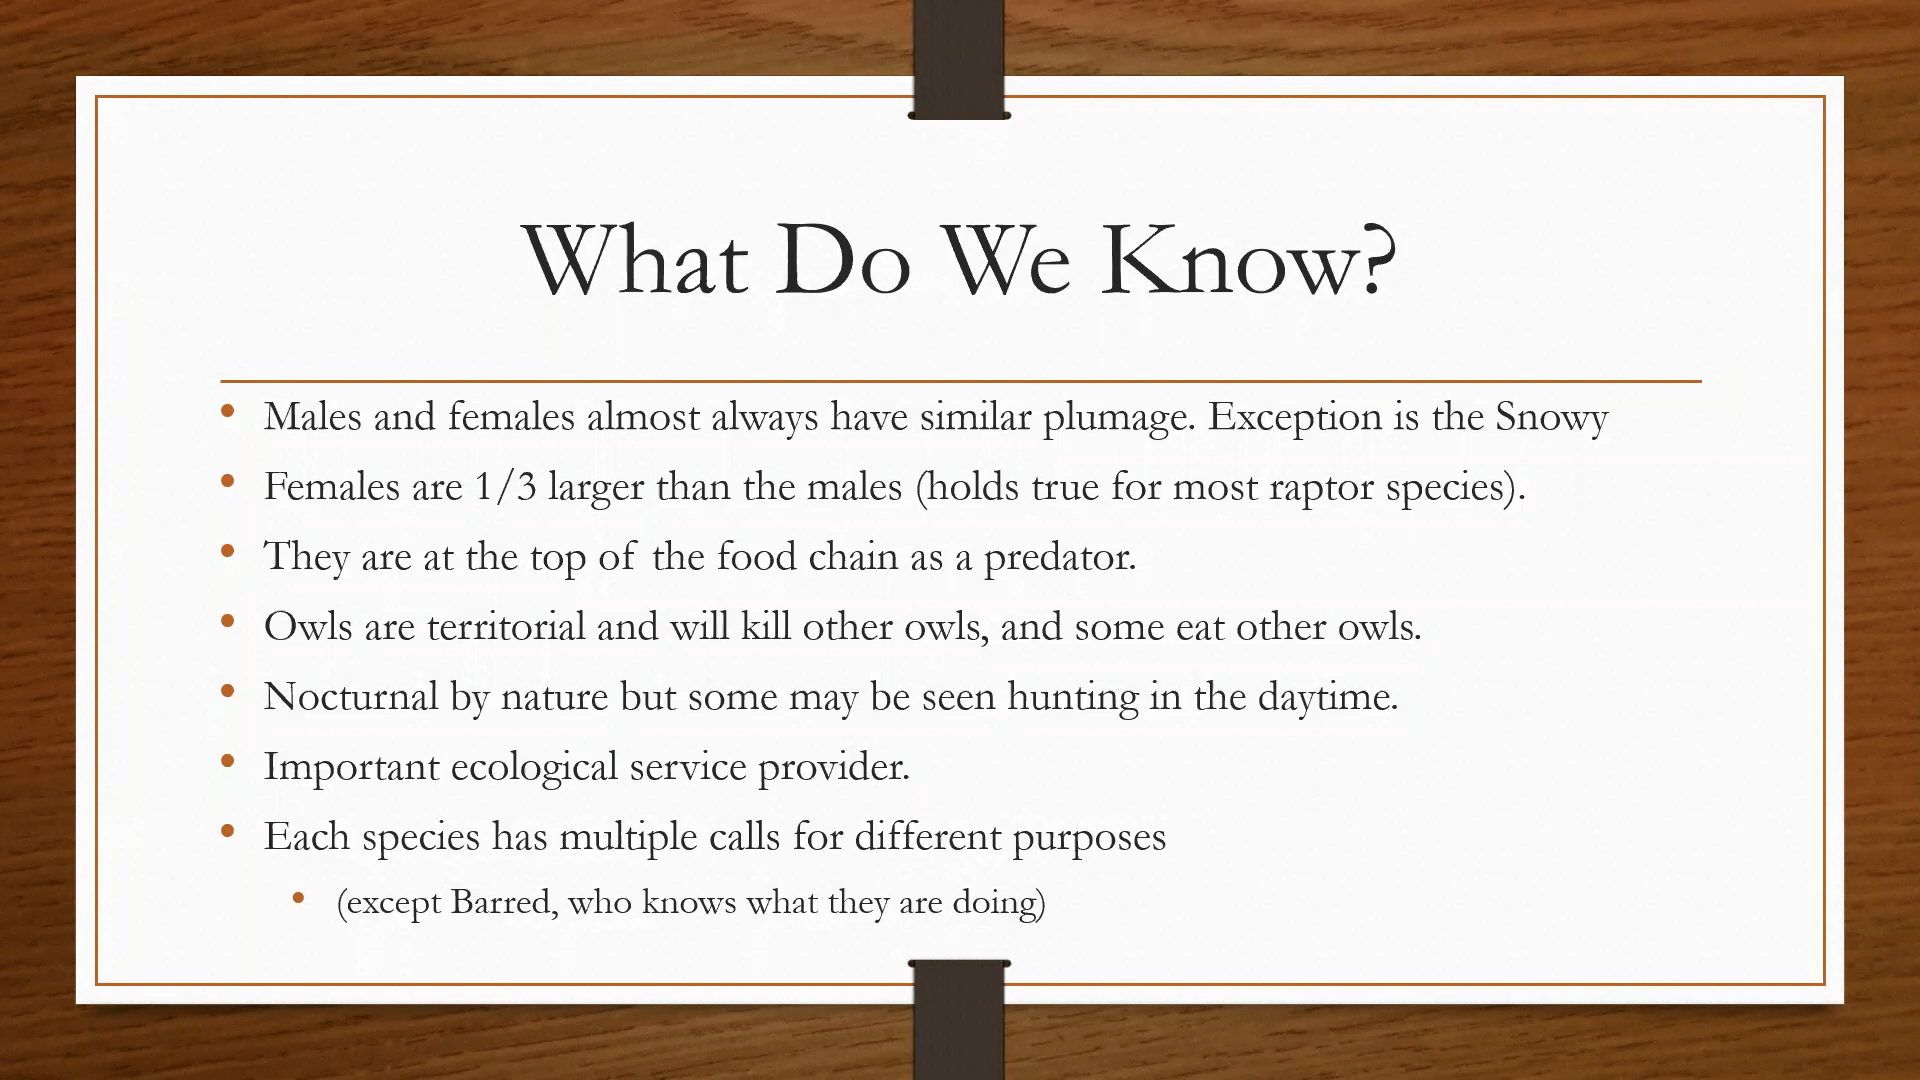 What Do We Know?
• Males and females almost always have similar plumage. Exception is the Snowy
• Females are 1/3 larger than the males (holds true for most raptor species).
• They are at the top of the food chain as a predator.
• Owls are territorial and will kill other owls, and some eat other owls.
• Nocturnal by nature but some may be seen hunting in the daytime.
• Important ecological service provider.
• Each species has multiple calls for different purposes
• (except Barred, who knows what they are doing)